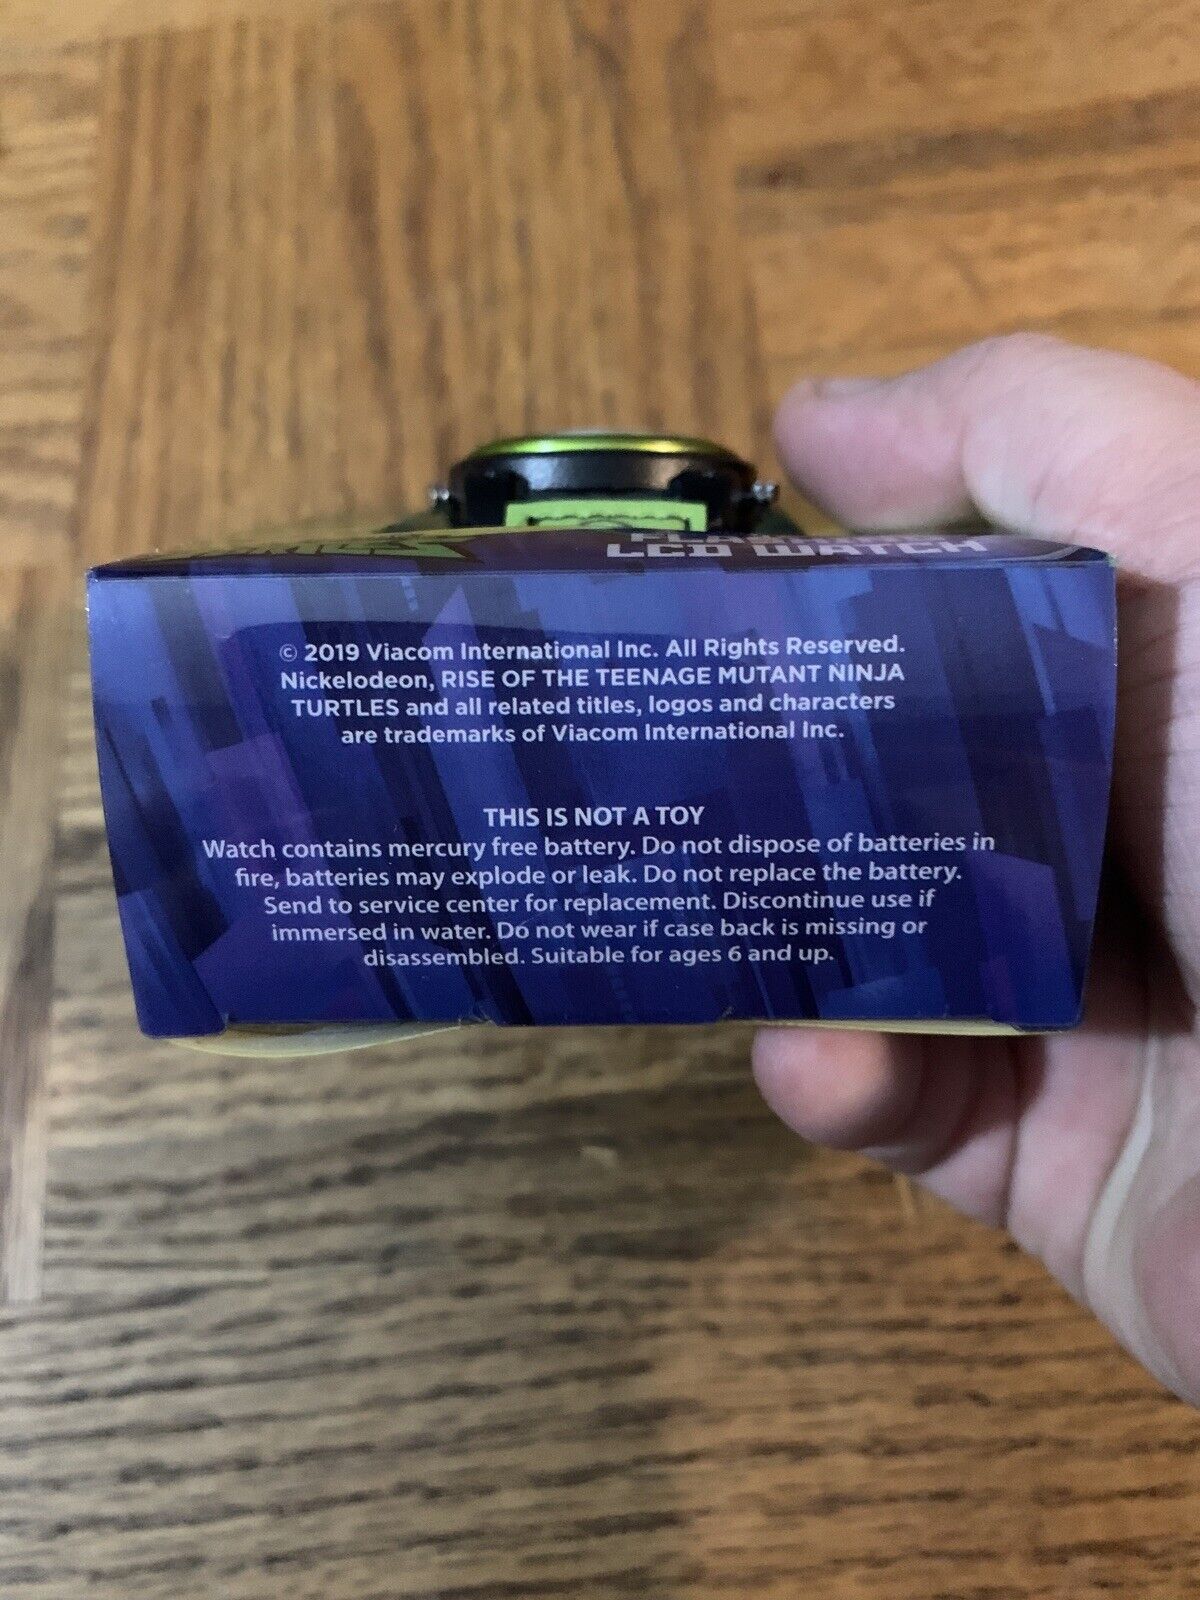 LCD WATCH
© 2019 Viacom International Inc. All Rights Reserved.
Nickelodeon, RISE OF THE TEENAGE MUTANT NINJA
TURTLES and all related titles, logos and characters
are trademarks of Viacom International Inc.
THIS IS NOT A TOY
Watch contains mercury free battery. Do not dispose of batteries in
fire, batteries may explode or leak. Do not replace the battery.
Send to service center for replacement. Discontinue use if
immersed in water. Do not wear if case back is missing or
disassembled. Suitable for ages 6 and up.